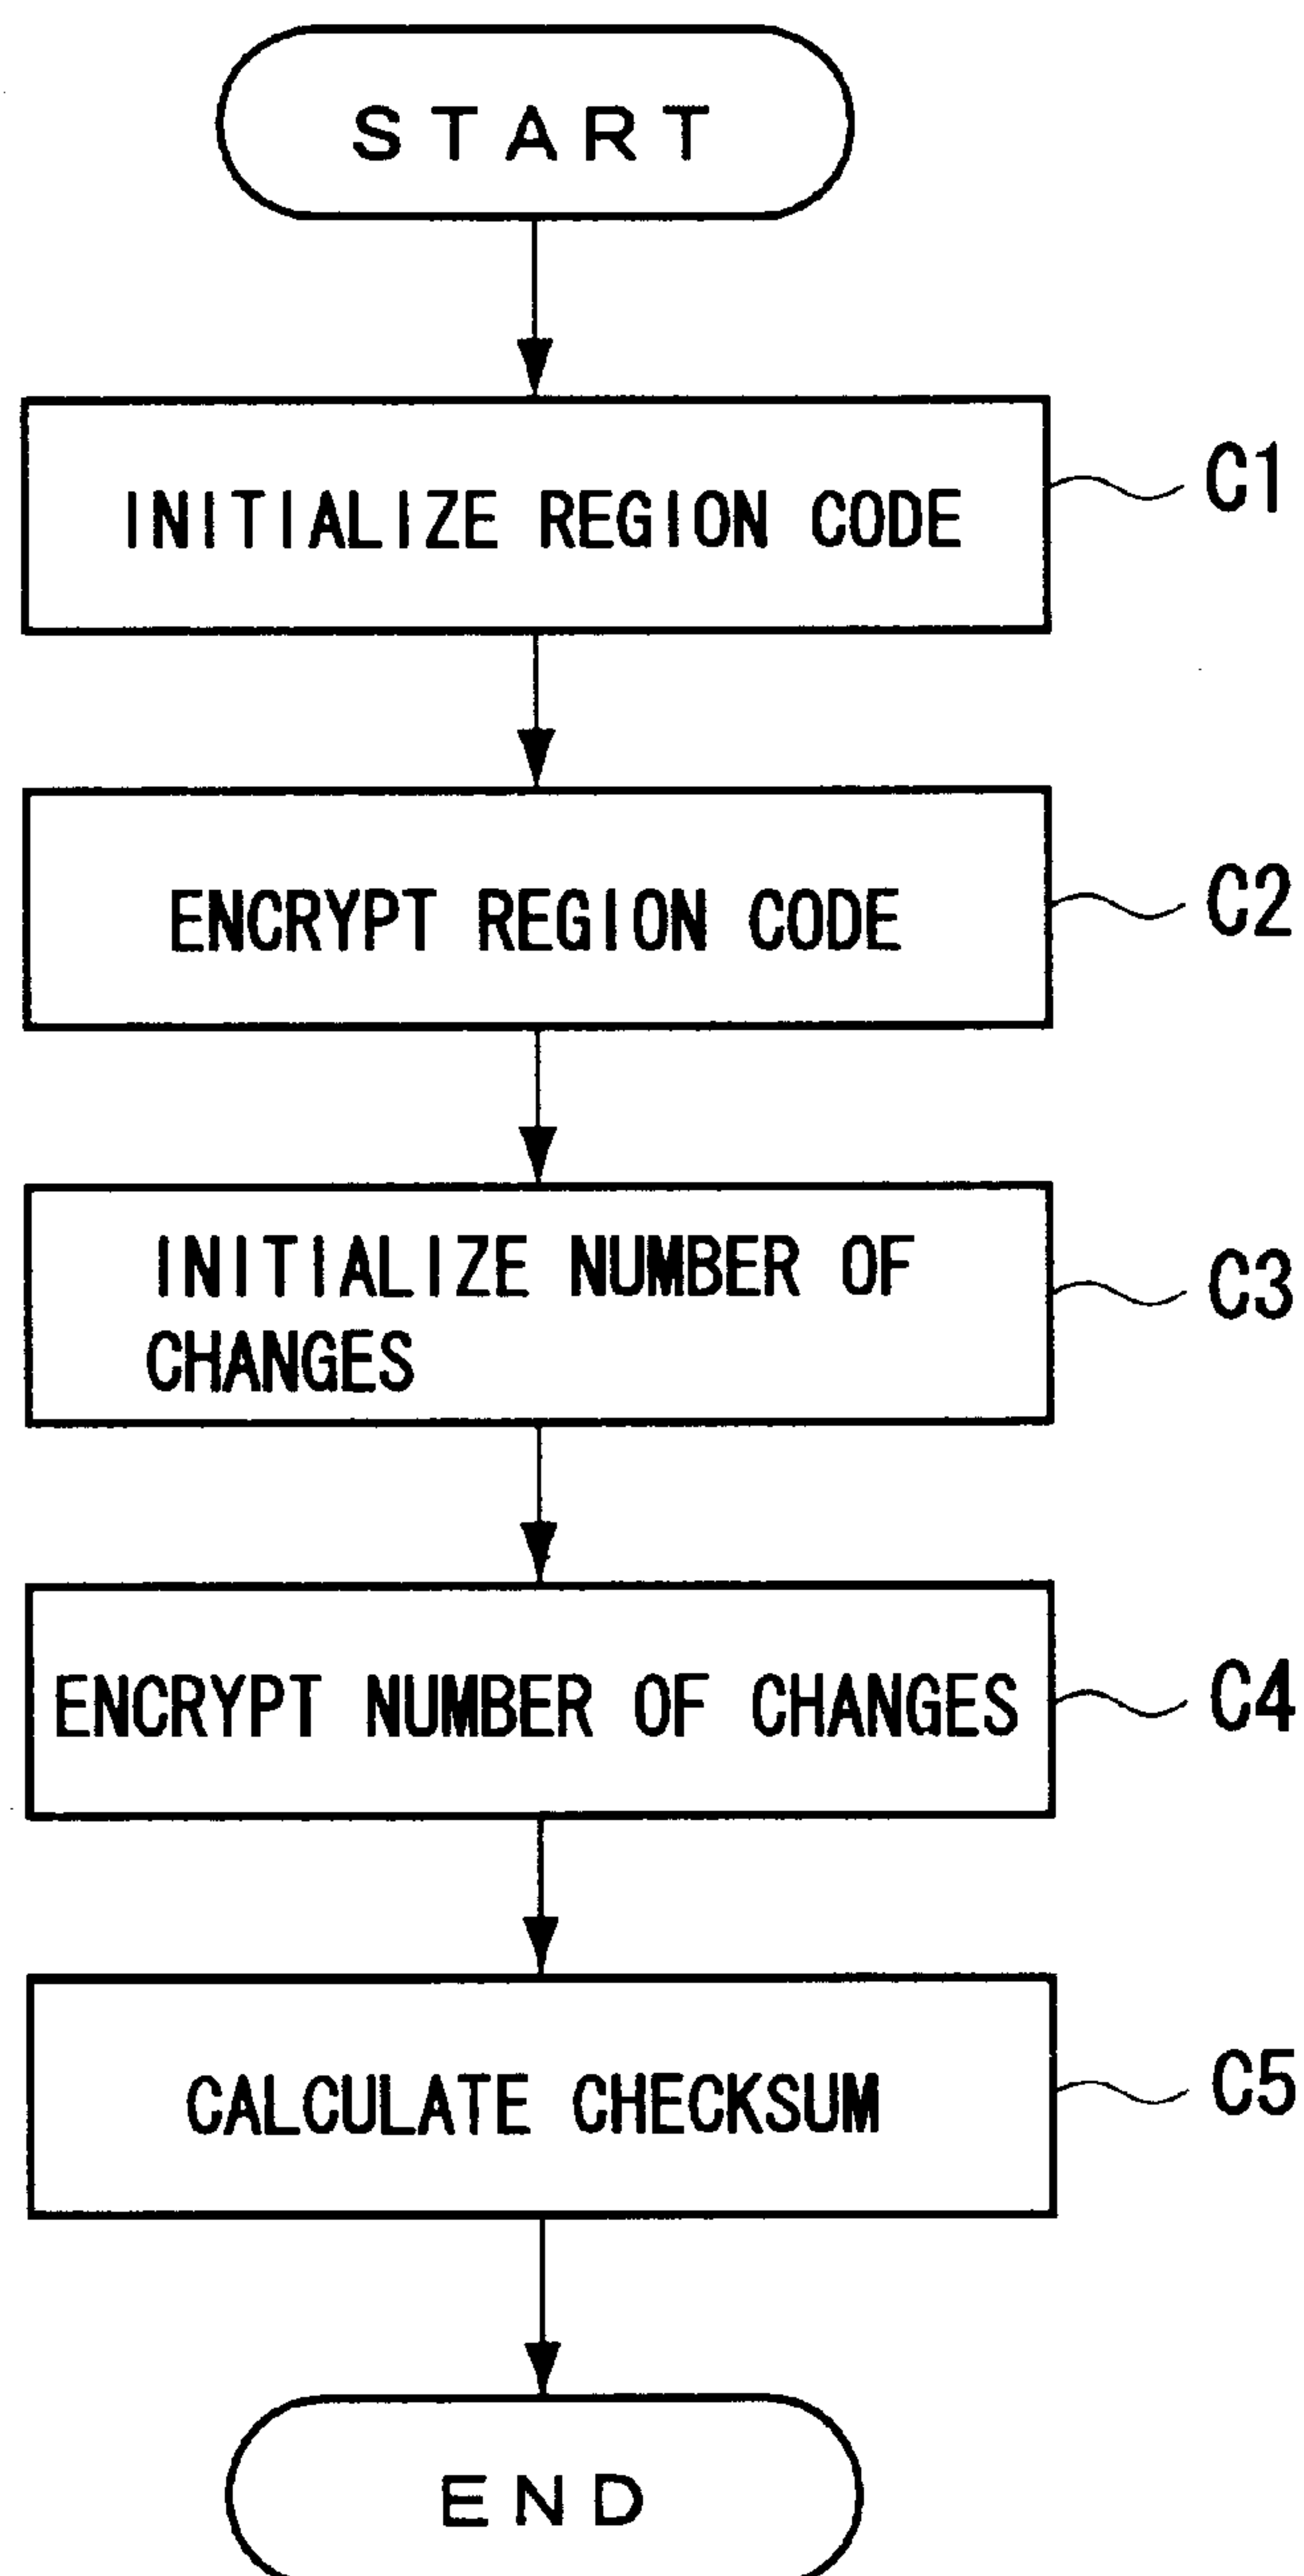 START
INITIALIZE REGION CODE
C1
ENCRYPT REGION CODE
C2
INITIALIZE NUMBER OF
CHANGES
C3
ENCRYPT NUMBER OF CHANGES
C4
CALCULATE CHECKSUM
C5
END